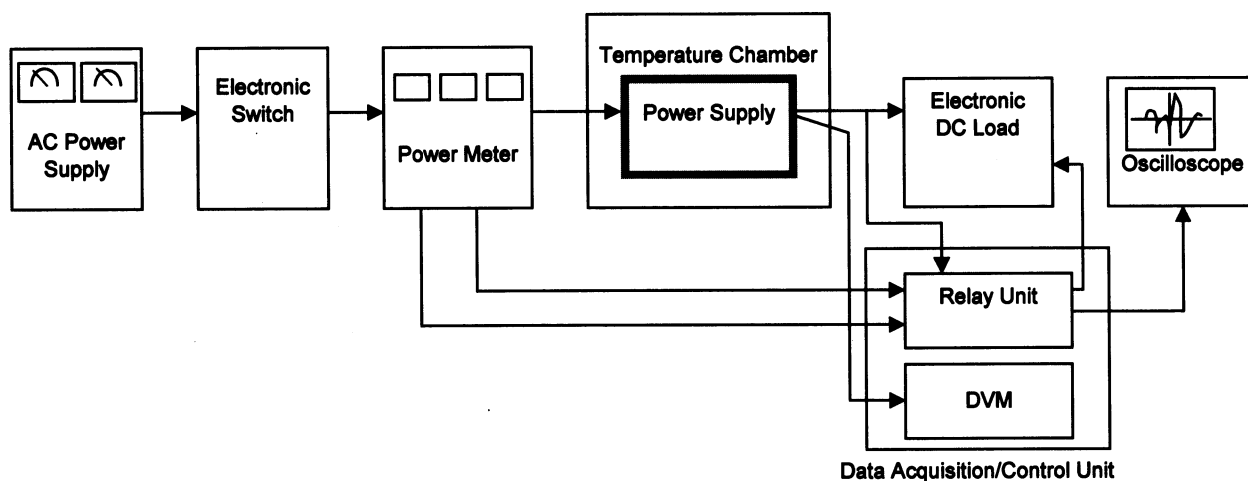 AC Power
Supply
Electronic
Switch
Power Meter
Temperature Chamber
Power Supply
Electronic
DC Load
Oscilloscope
Relay Unit
DVM
Data Acquisition/Control Unit